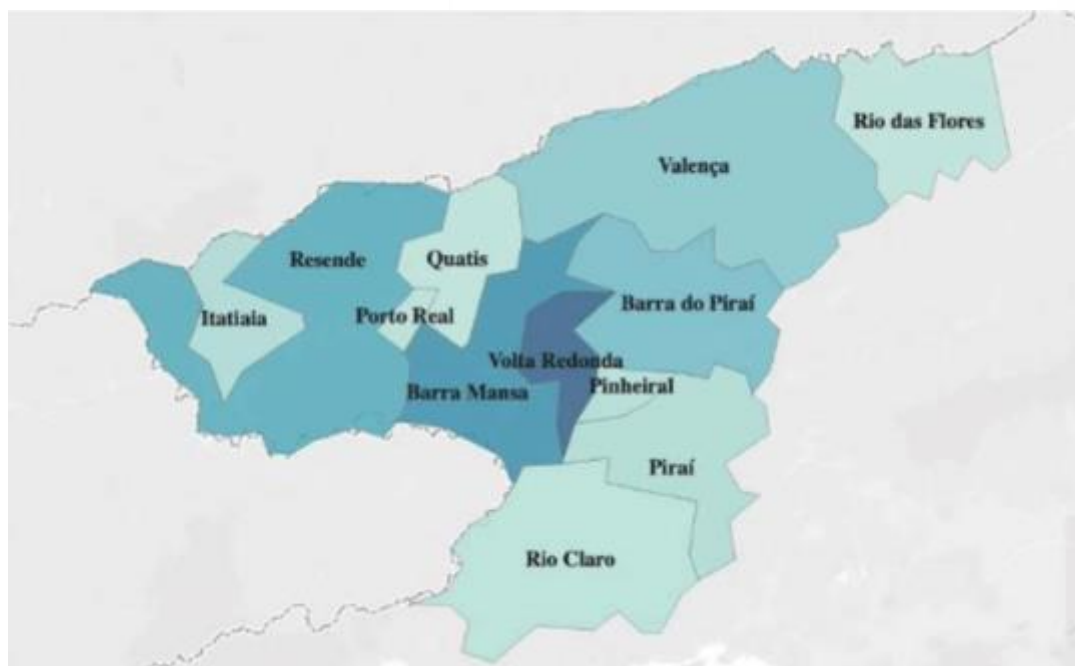 Rio das Flores
Valença
Resende
Quatis
Itatiaia
Porto Real
Barra do Piraí
Volta Redonda
Barra Mansa
Pinheiral
Piraí
Rio Claro